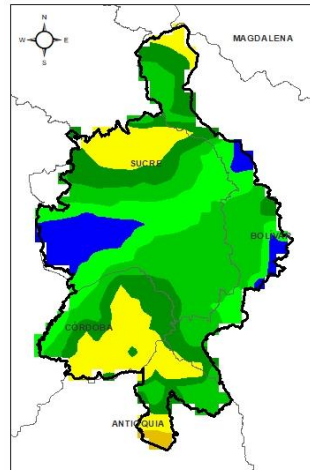 N
W E
S
MAGDALENA
SUCRE
BOLIVAR
CORDOBA
ANTIOQUIA